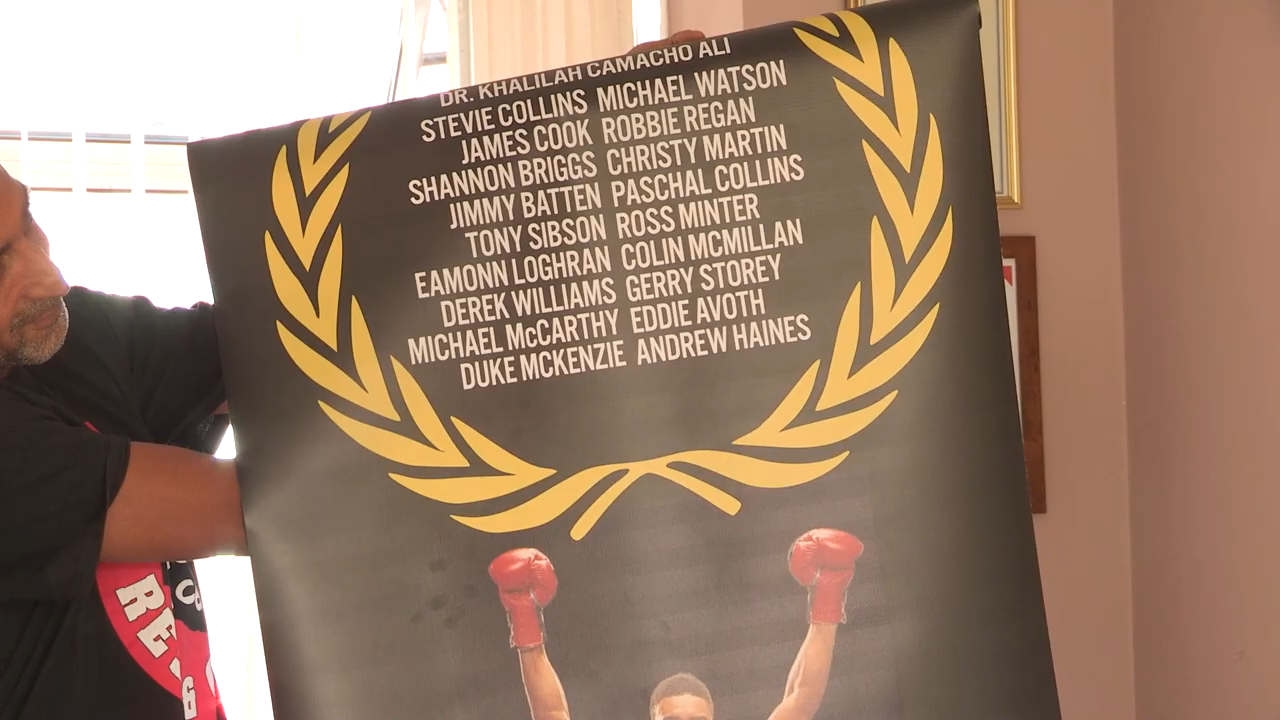 DR. KHALILAH CAMACHO ALI
STEVIE COLLINS MICHAEL WATSON
JAMES COOK ROBBIE REGAN
SHANNON BRIGGS CHRISTY MARTIN
JIMMY BATTEN PASCHAL COLLINS
TONY SIBSON ROSS MINTER
EAMONN LOGHRAN COLIN MCMILLAN
DEREK WILLIAMS GERRY STOREY
MICHAEL McCARTHY EDDIE AVOTH
DUKE MCKENZIE ANDREW HAINES